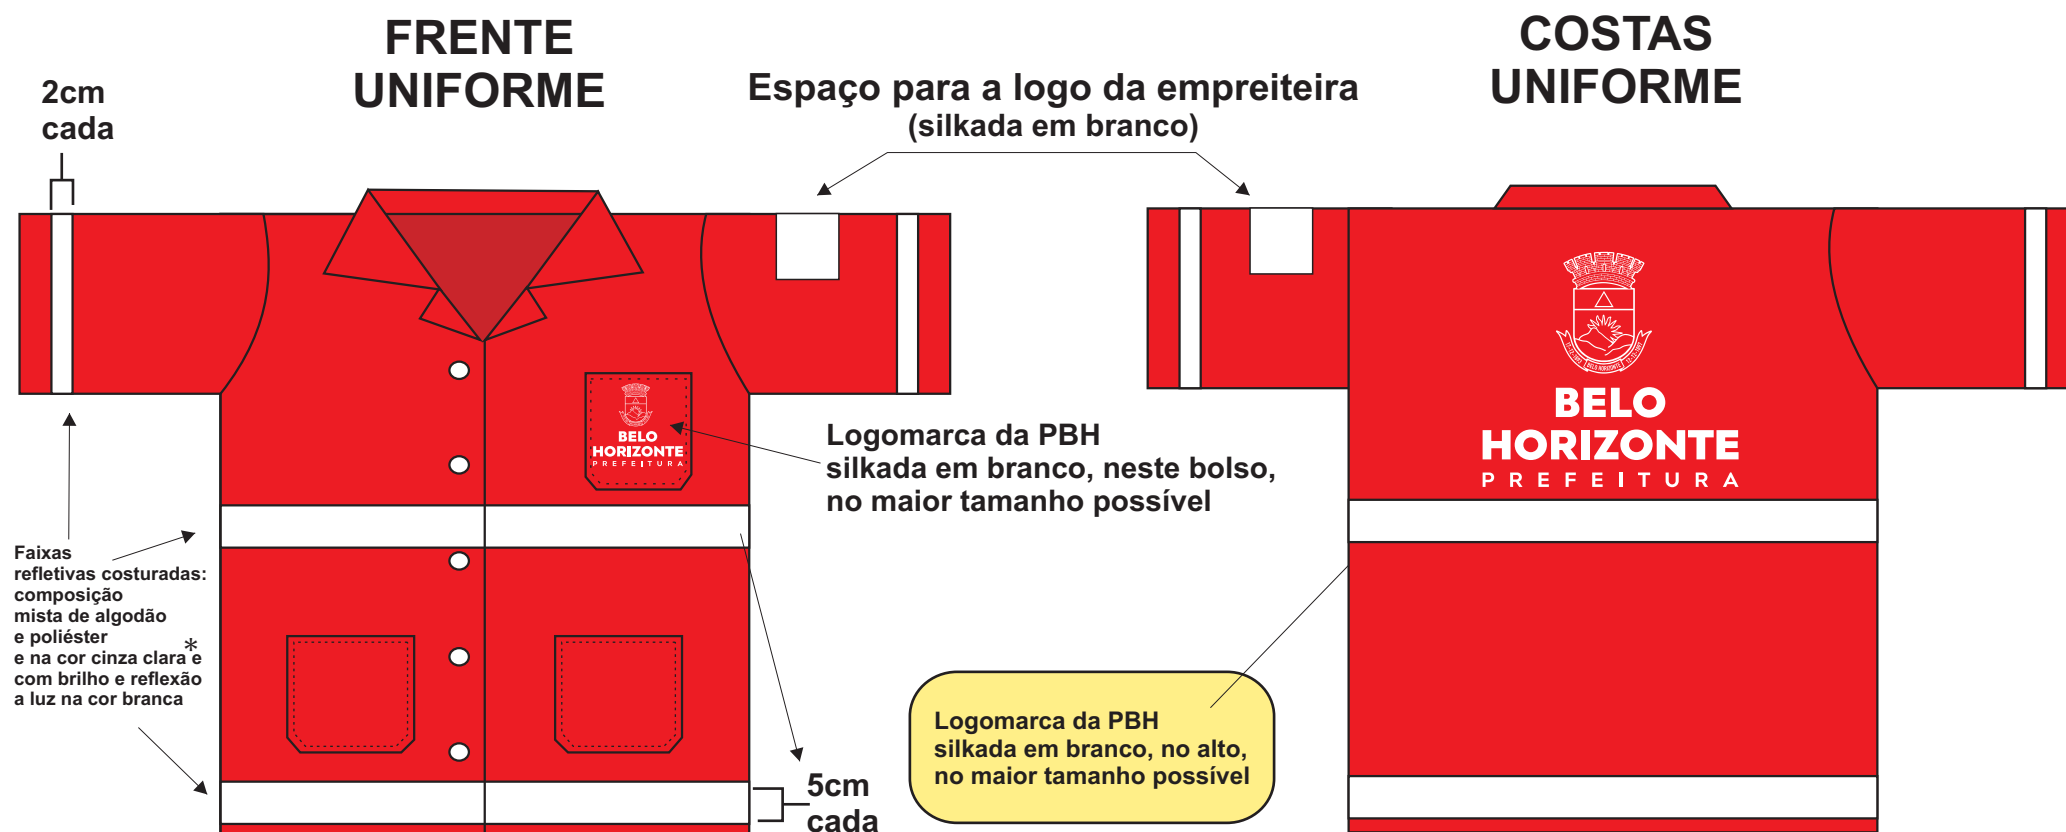 FRENTE
UNIFORME
COSTAS
UNIFORME
2cm
cada
Espaço para a logo da empreiteira
(silkada em branco)
BELO
HORIZONTE
PREFEITURA
Logomarca da PBH
silkada em branco, neste bolso,
no maior tamanho possível
BELO HORIZONTE
BELO
HORIZONTE
PREFEITURA
Faixas
refletivas costuradas:
composição
mista de algodão
e poliéster
e na cor cinza clara*e
com brilho e reflexão
a luz na cor branca
Logomarca da PBH
silkada em branco, no alto,
no maior tamanho possível
5cm
cada